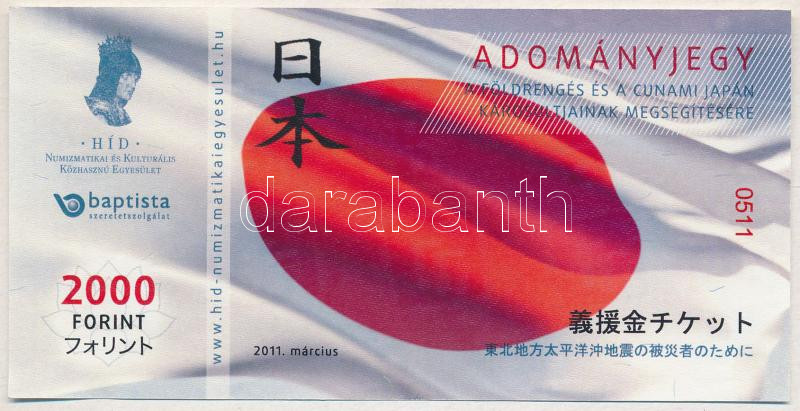 · HÍD ·
Numizmatikai és Kulturális
Közhasznú Egyesület
baptista
szeretetszolgálat
2000
FORINT
フォリント
www.hid-numizmatikaiegyesulet.hu
日本
2011. március
ADOMÁNYJEGY
A FÖLDRENGÉS ÉS A CUNAMI JAPÁN
KÁROSULTJAINAK MEGSEGÍTÉSÉRE
0511
義援金チケット
東北地方太平洋沖地震の被災者のために
darabanth